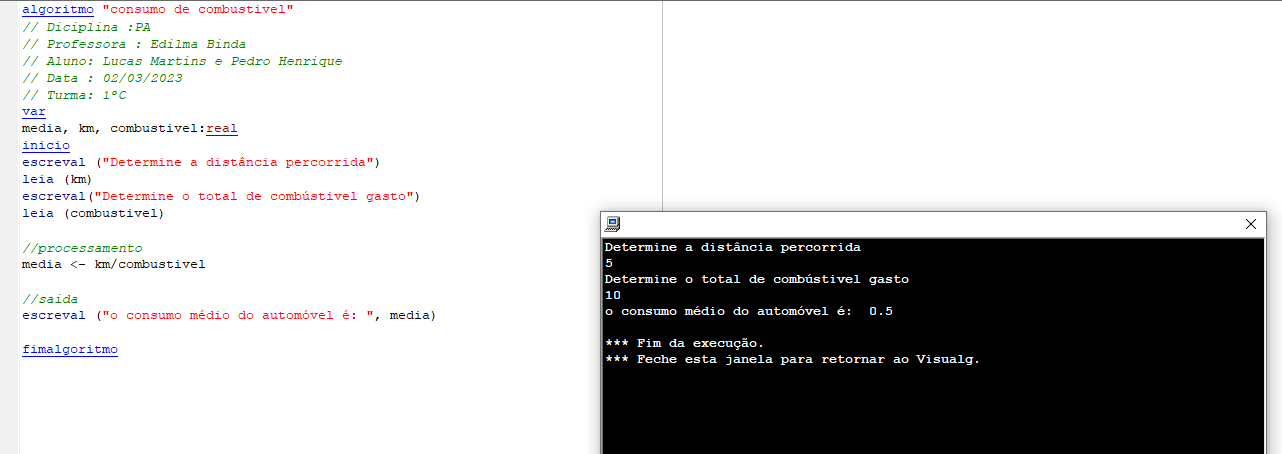 algoritmo "consumo de combustivel"
// Diciplina :PA
// Professora : Edilma Binda
// Aluno: Lucas Martins e Pedro Henrique
// Data : 02/03/2023
// Turma: 1ºC
var
media, km, combustivel:real
inicio
escreval ("Determine a distância percorrida")
leia (km)
escreval("Determine o total de combústivel gasto")
leia (combustivel)
//processamento
media <- km/combustivel
//saida
escreval ("o consumo médio do automóvel é: ", media)
fimalgoritmo
Determine a distância percorrida
5
Determine o total de combústivel gasto
10
o consumo médio do automóvel é:  0.5
*** Fim da execução.
*** Feche esta janela para retornar ao Visualg.